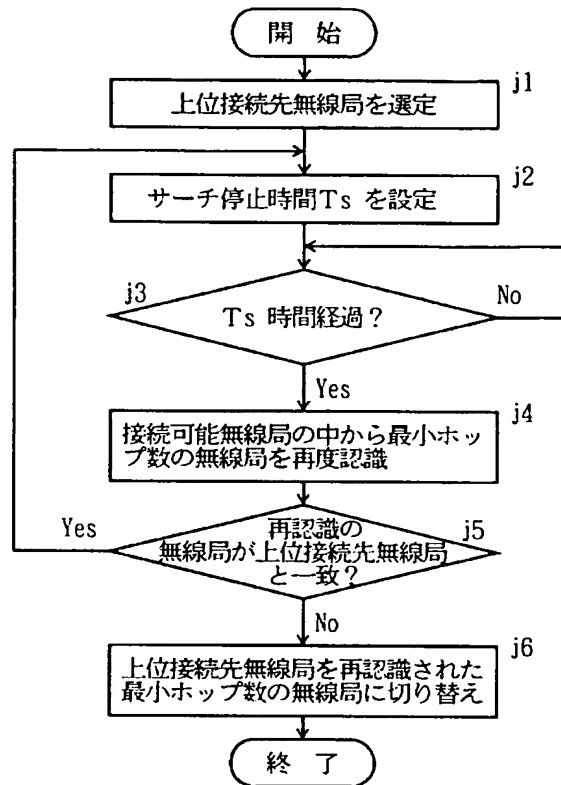 開 始
j1
上位接続先無線局を選定
j2
サーチ停止時間Ts を設定
j3
Ts 時間経過？
No
Yes
j4
接続可能無線局の中から最小ホッ
プ数の無線局を再度認識
Yes
再認識の
j5
無線局が上位接続先無線局
と一致？
No
j6
上位接続先無線局を再認識された
最小ホップ数の無線局に切り替え
終 了